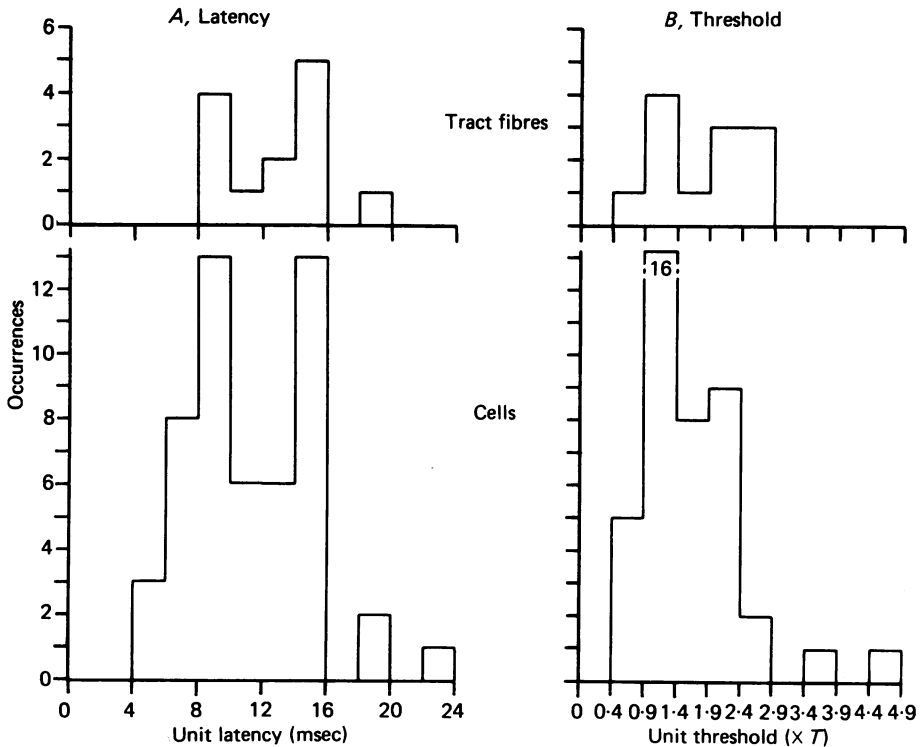 A, Latency
B, Threshold
6
4
2
0
Tract fibres
Occurrences
12
10
8
6
4
2
0
Cells
16
0 4 8 12 16 20 24
Unit latency (msec)
0 0·4 0·9 1·4 1·9 2·4 2·9 3·4 3·9 4·4 4·9
Unit threshold (× T)